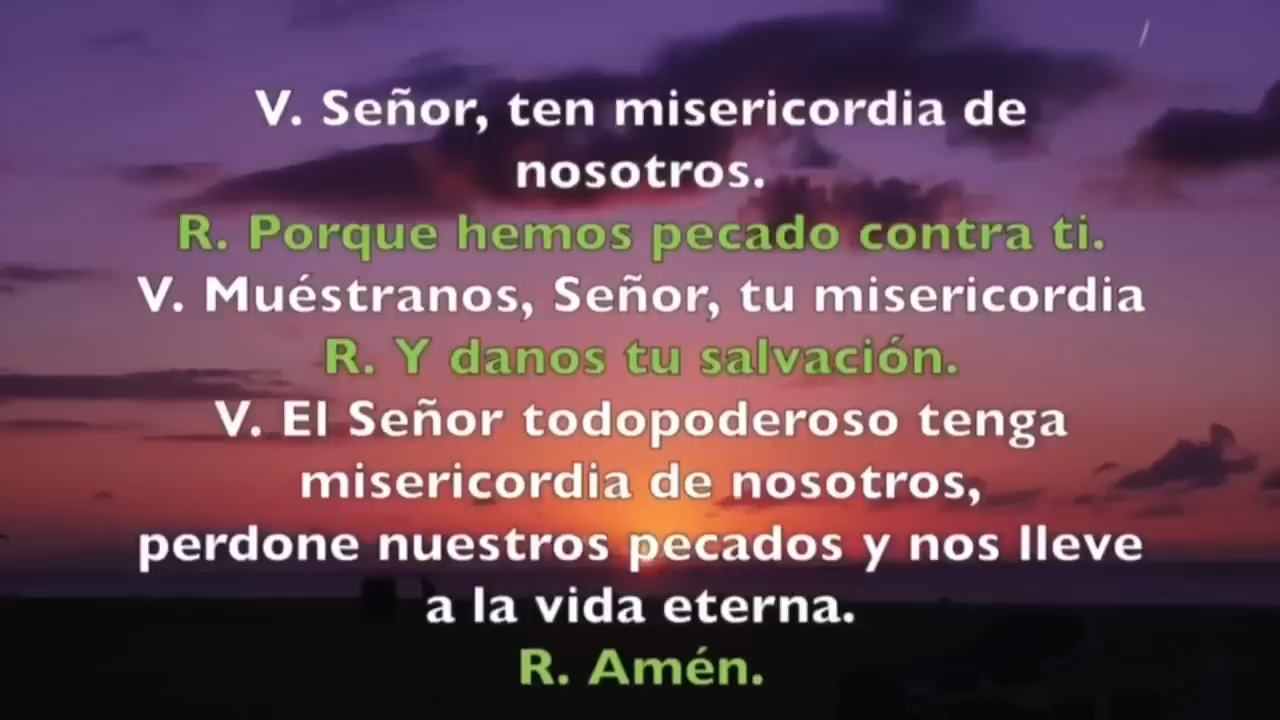 V. Señor, ten misericordia de
nosotros.
R. Porque hemos pecado contra ti.
V. Muéstranos, Señor, tu misericordia
R. Y danos tu salvación.
V. El Señor todopoderoso tenga
misericordia de nosotros,
perdone nuestros pecados y nos lleve
a la vida eterna.
R. Amén.